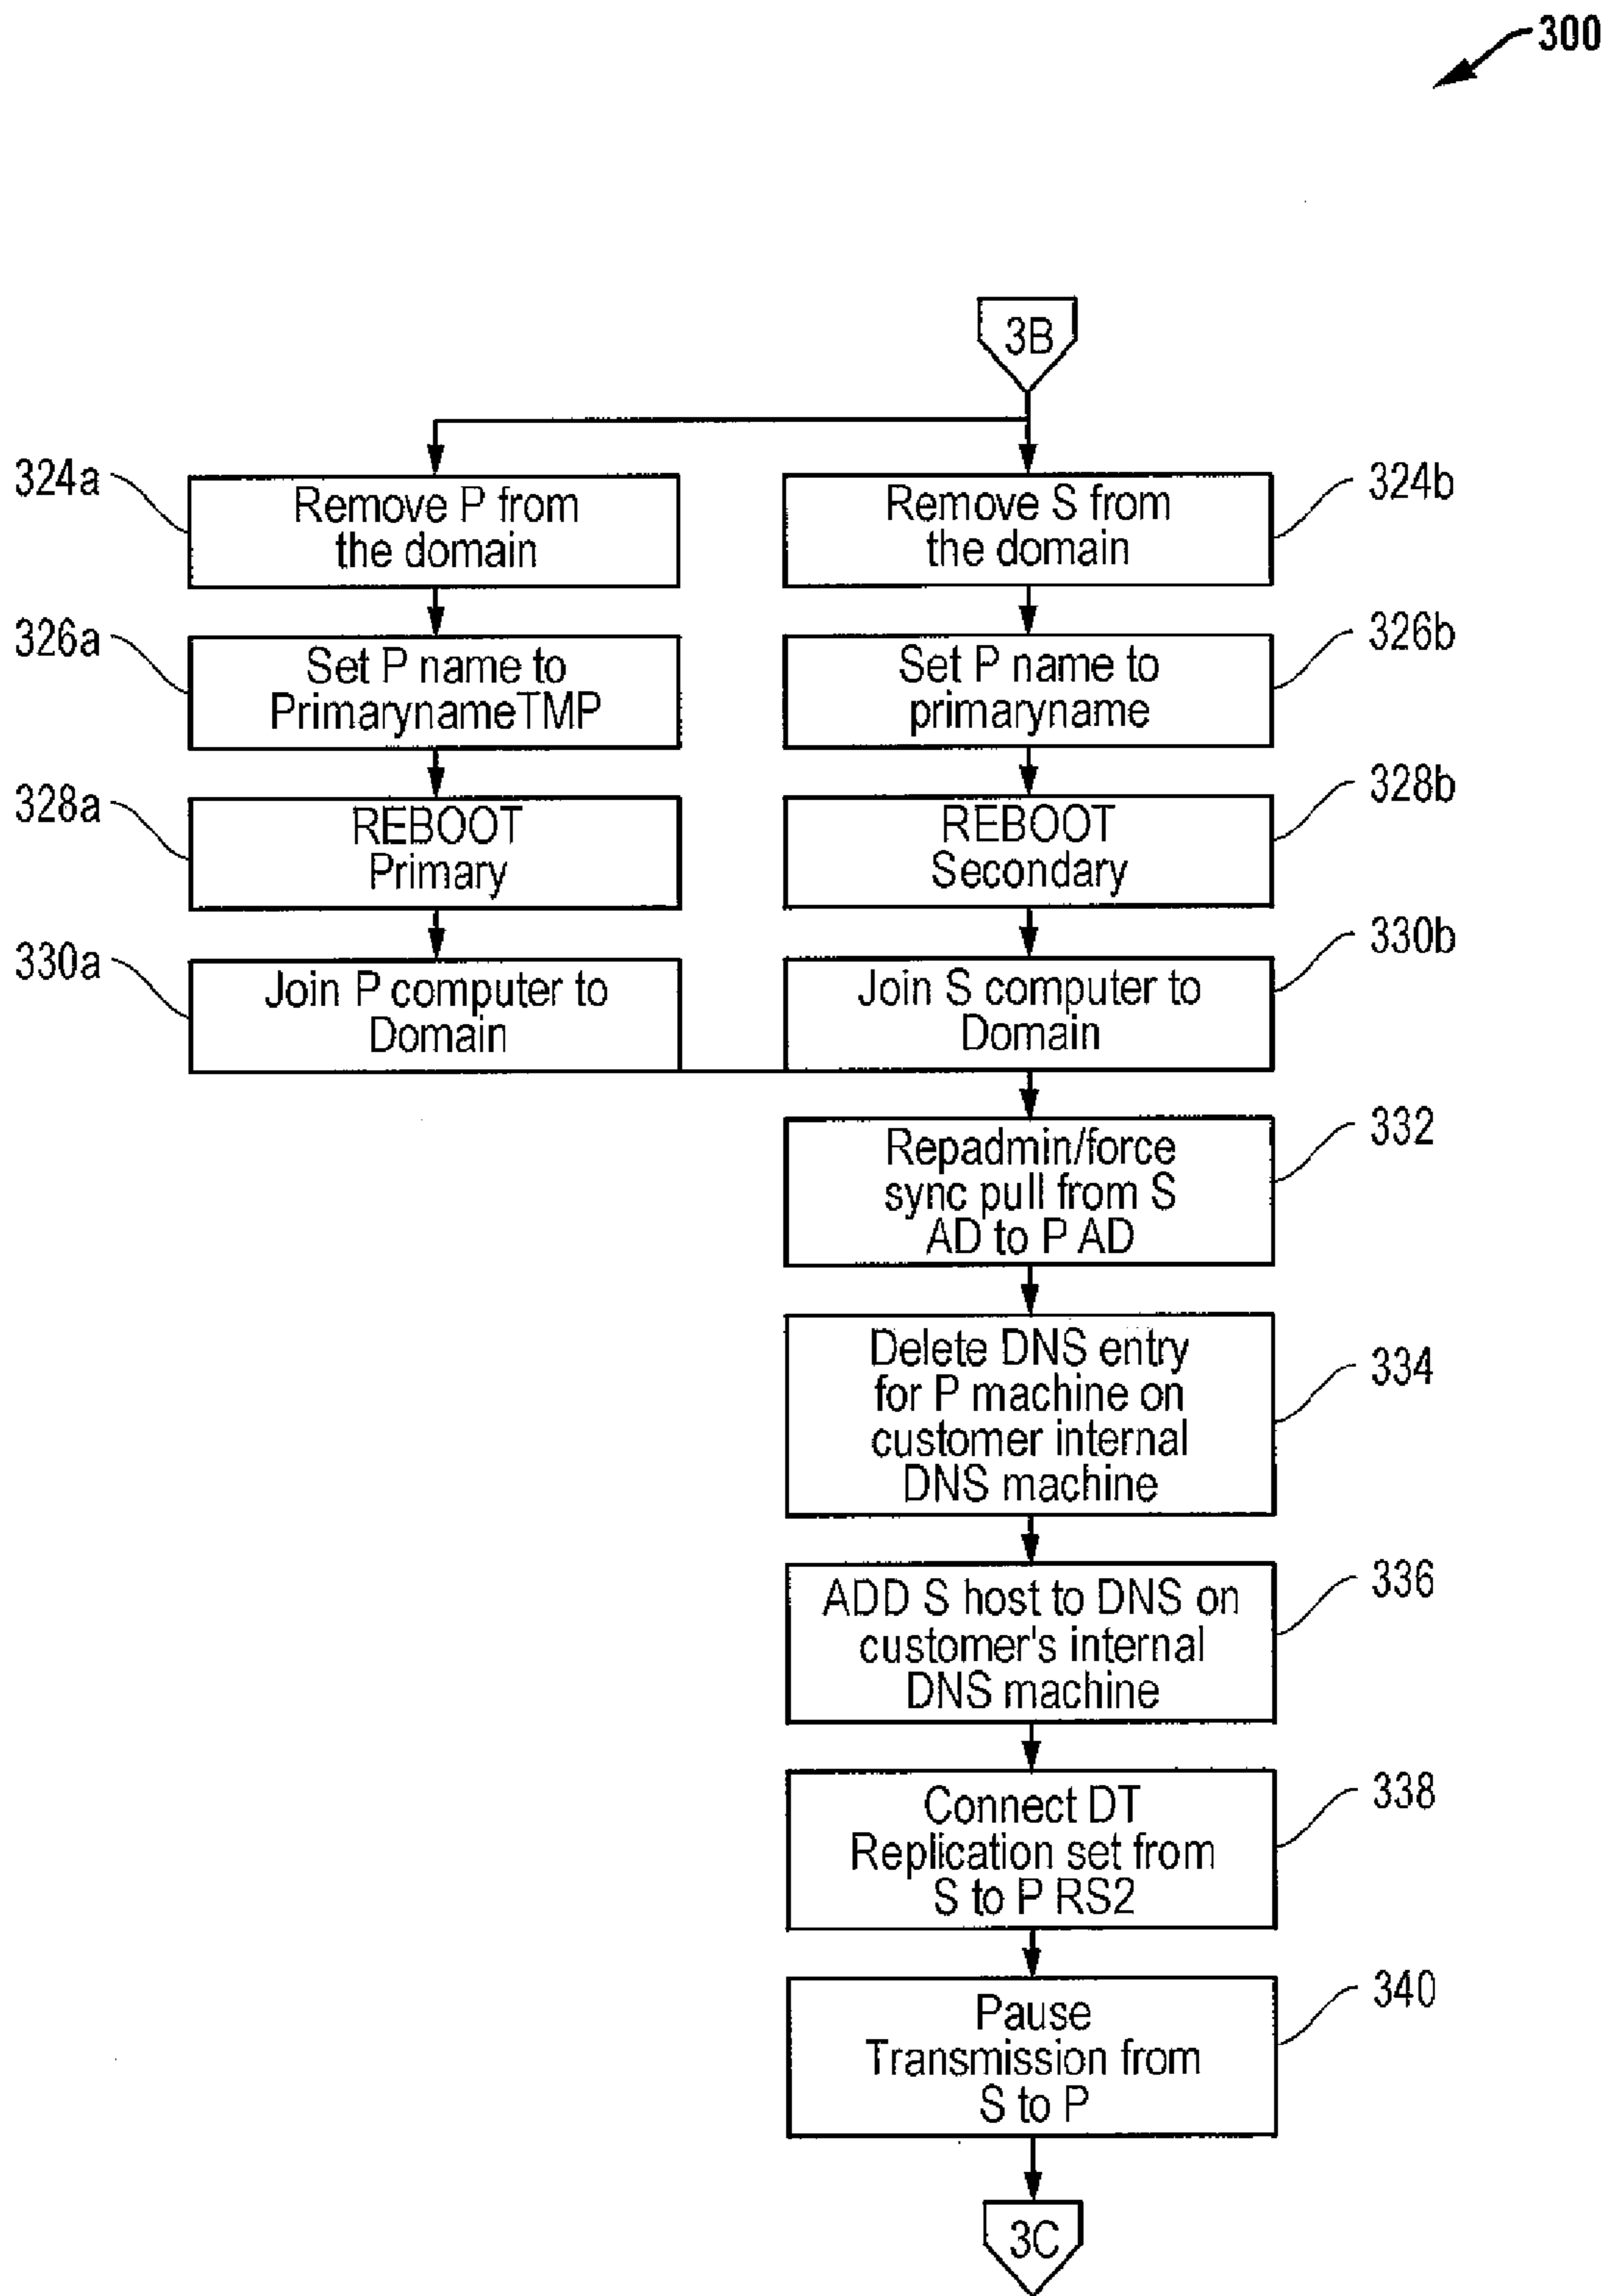 300
3B
324a
Remove P from
the domain
Remove S from
the domain
324b
326a
Set P name to
PrimarynameTMP
Set P name to
primaryname
326b
328a
REBOOT
Primary
REBOOT
Secondary
328b
330a
Join P computer to
Domain
Join S computer to
Domain
330b
Repadmin/force
sync pull from S
AD to P AD
332
Delete DNS entry
for P machine on
customer internal
DNS machine
334
ADD S host to DNS on
customer's internal
DNS machine
336
Connect DT
Replication set from
S to P RS2
338
Pause
Transmission from
S to P
340
3C